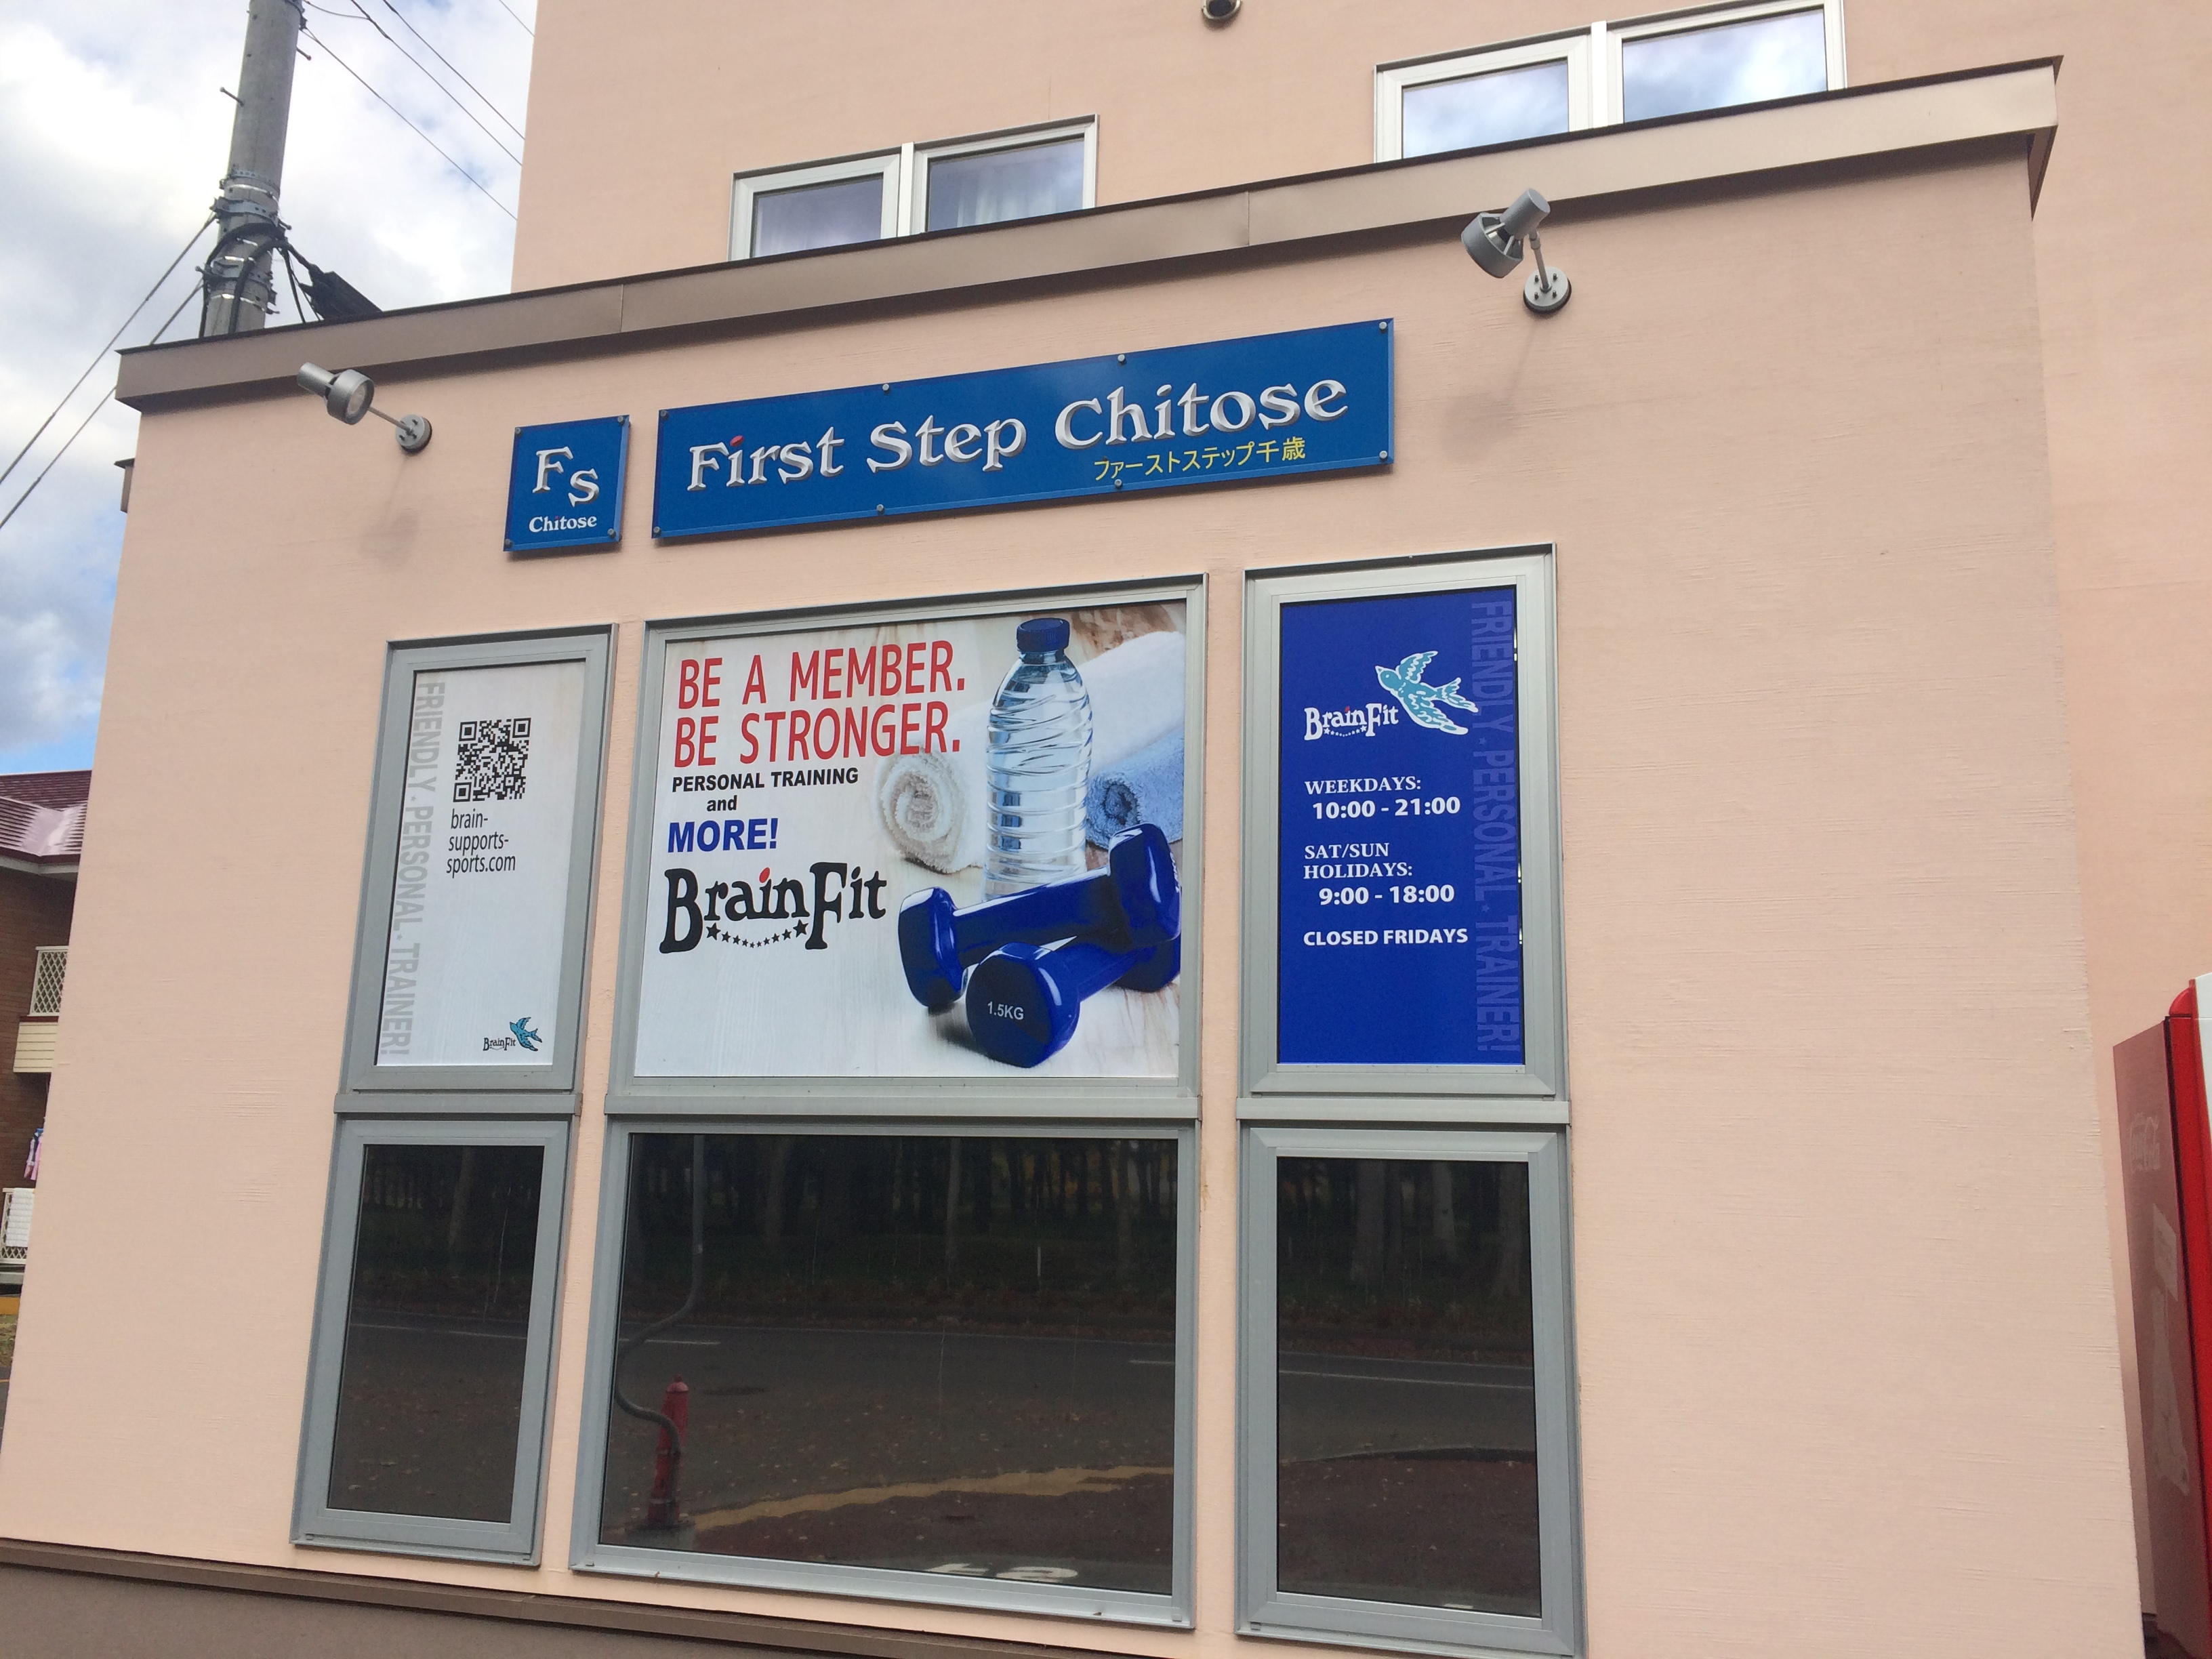 Fs
Chitose
First Step Chitose
ファーストステップ千歳
FRIENDLY · PERSONAL · TRAINER!
brain-
supports-
sports.com
BrainFit
BE A MEMBER.
BE STRONGER.
PERSONAL TRAINING
and
MORE!
BrainFit
1.5KG
BrainFit
WEEKDAYS:
10:00 - 21:00
SAT/SUN
HOLIDAYS:
9:00 - 18:00
CLOSED FRIDAYS
FRIENDLY · PERSONAL · TRAINER!